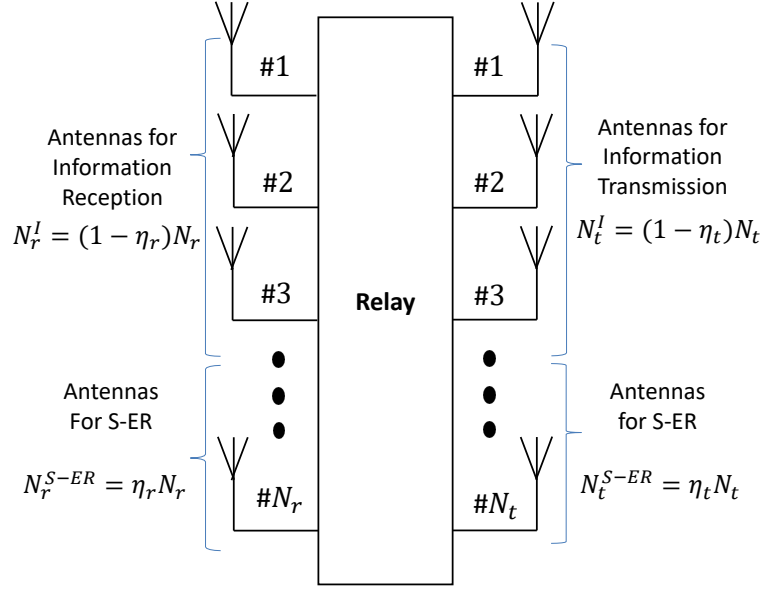 #1
#2
#3
#N_r
Antennas for
Information
Reception
N_r^I = (1 − η_r)N_r
Antennas
For S-ER
N_r^{S−ER} = η_r N_r
Relay
#1
#2
#3
#N_t
Antennas for
Information
Transmission
N_t^I = (1 − η_t)N_t
Antennas
for S-ER
N_t^{S−ER} = η_t N_t